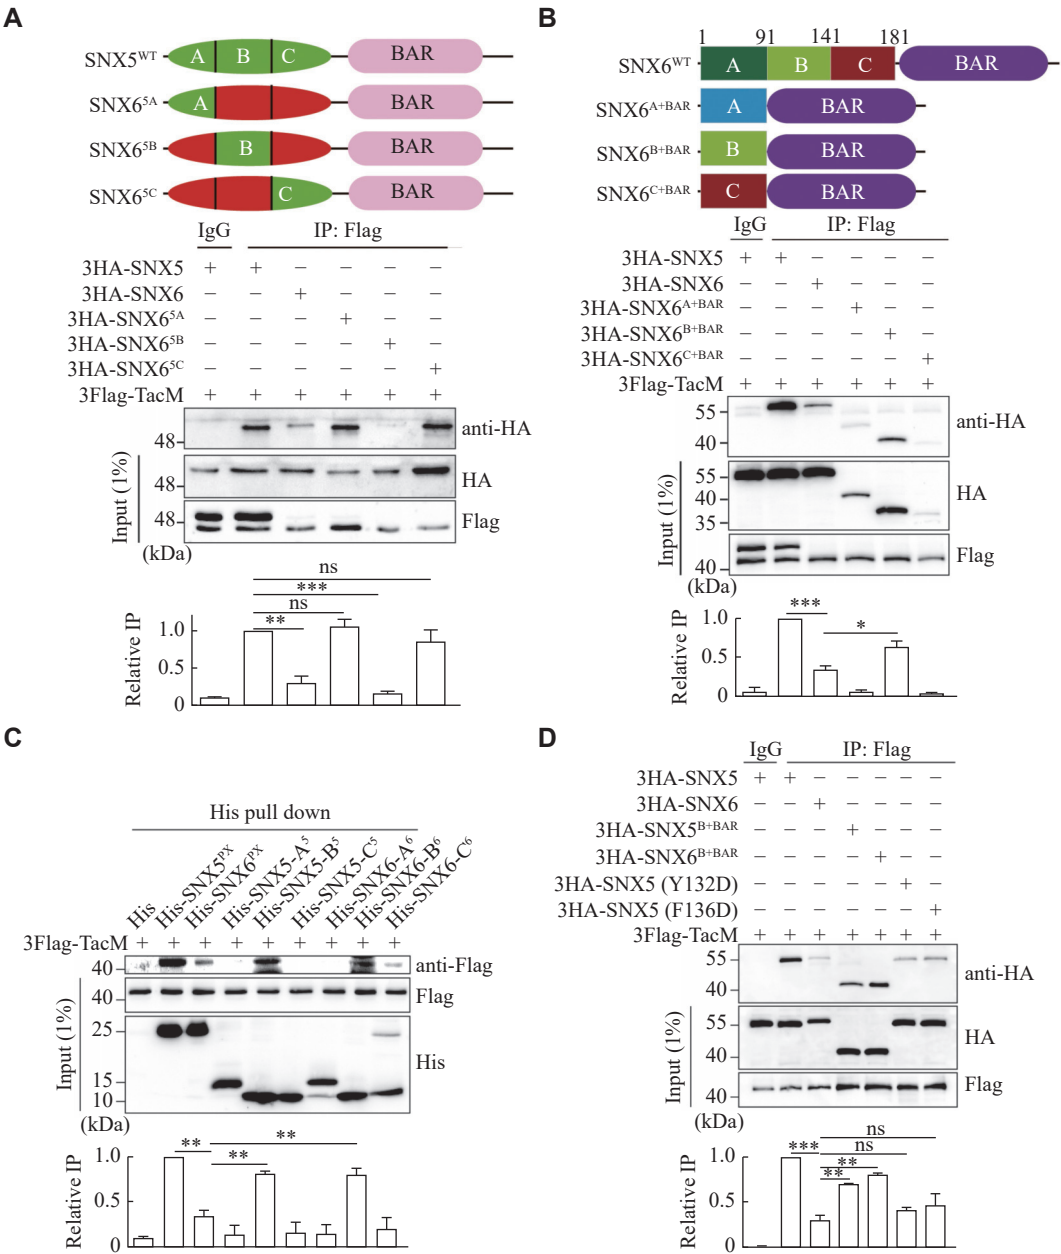 A
SNX5WT A B C BAR
SNX65A A BAR
SNX65B B BAR
SNX65C C BAR
IgG IP: Flag
3HA-SNX5 + + − − − −
3HA-SNX6 − − + − − −
3HA-SNX65A − − − + − −
3HA-SNX65B − − − − + −
3HA-SNX65C − − − − − +
3Flag-TacM + + + + + +
48 anti-HA
Input (1%)
48 HA
48 Flag
(kDa)
ns
***
ns
**
Relative IP
1.0
0.5
0
B
1 91 141 181
SNX6WT A B C BAR
SNX6A+BAR A BAR
SNX6B+BAR B BAR
SNX6C+BAR C BAR
IgG IP: Flag
3HA-SNX5 + + − − − −
3HA-SNX6 − − + − − −
3HA-SNX6A+BAR − − − + − −
3HA-SNX6B+BAR − − − − + −
3HA-SNX6C+BAR − − − − − +
3Flag-TacM + + + + + +
55 anti-HA
40
Input (1%)
55 HA
40
35
Flag
40
(kDa)
***
*
Relative IP
1.0
0.5
0
C
His pull down
His
His-SNX5PX
His-SNX6PX
His-SNX5-A5
His-SNX5-B5
His-SNX5-C5
His-SNX6-A6
His-SNX6-B6
His-SNX6-C6
3Flag-TacM + + + + + + + + +
40 anti-Flag
Input (1%)
40 Flag
25 His
15
10
(kDa)
**
**
**
Relative IP
1.0
0.5
0
D
IgG IP: Flag
3HA-SNX5 + + − − − − −
3HA-SNX6 − − + − − − −
3HA-SNX5B+BAR − − − + − − −
3HA-SNX6B+BAR − − − − + − −
3HA-SNX5 (Y132D) − − − − − + −
3HA-SNX5 (F136D) − − − − − − +
3Flag-TacM + + + + + + +
55 anti-HA
40
Input (1%)
55 HA
40
Flag
40
(kDa)
ns
***
ns
**
**
Relative IP
1.0
0.5
0